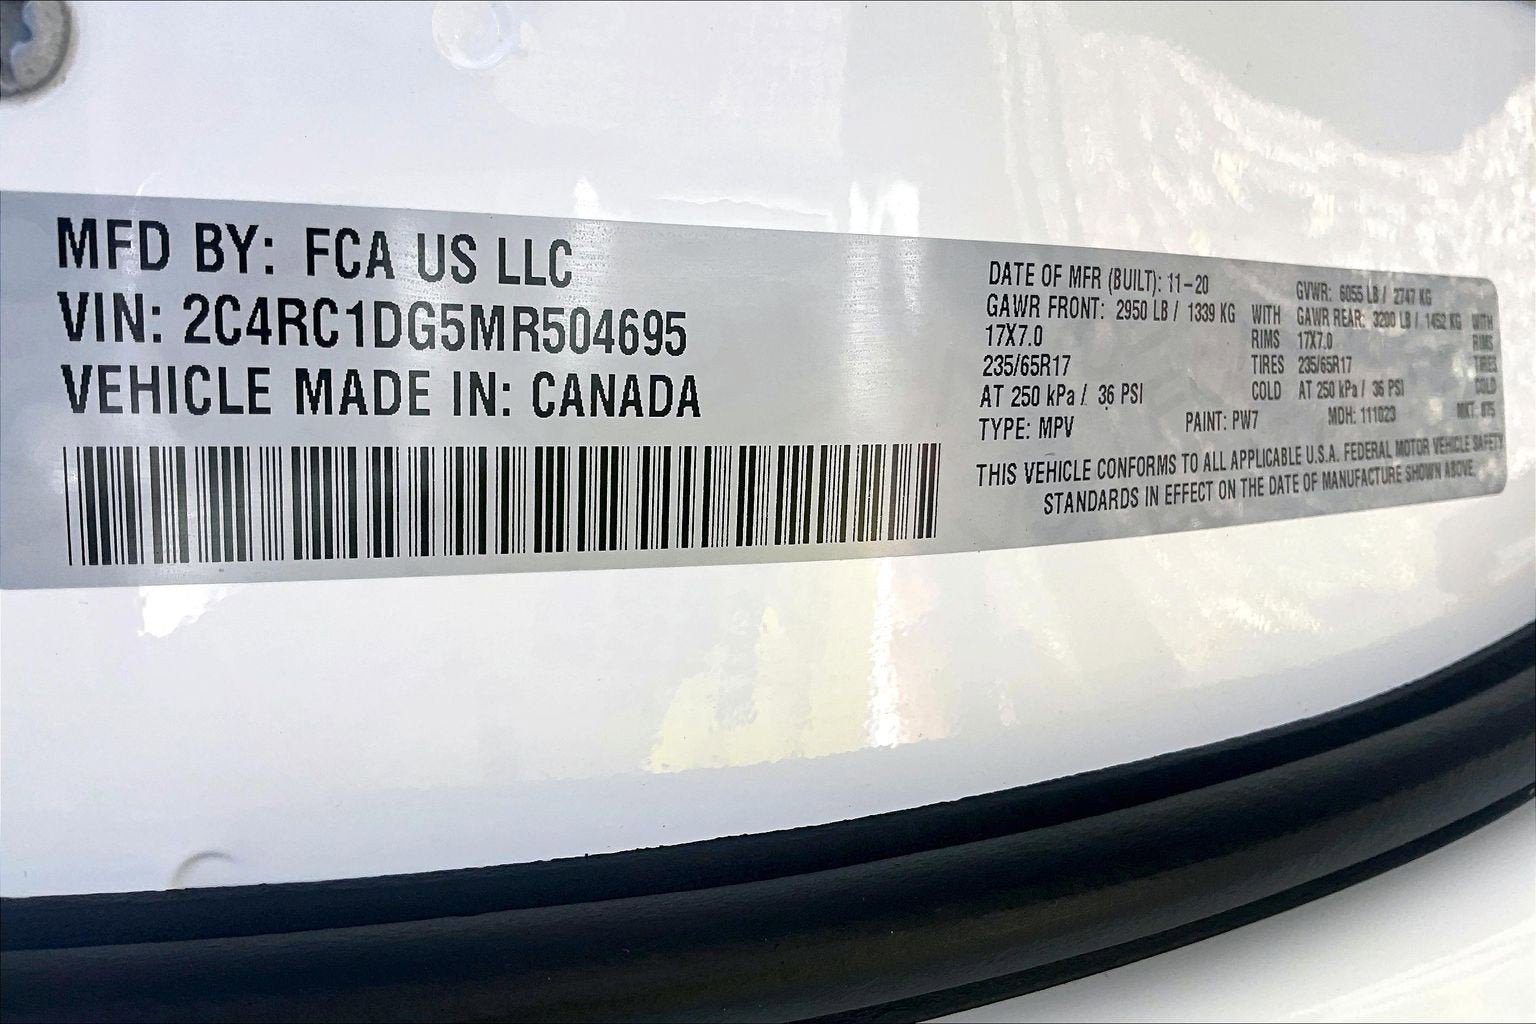 MFD BY: FCA US LLC
VIN: 2C4RC1DG5MR504695
VEHICLE MADE IN: CANADA
DATE OF MFR (BUILT): 11-20 GVWR: 6055 LB / 2747 KG
GAWR FRONT: 2950 LB / 1339 KG WITH GAWR REAR: 3200 LB / 1452 KG WITH
17X7.0 RIMS 17X7.0 RIMS
235/65R17 TIRES 235/65R17 TIRES
AT 250 kPa / 36 PSI COLD AT 250 kPa / 36 PSI COLD
TYPE: MPV PAINT: PW7 MDH: 111023 MKT: 075
THIS VEHICLE CONFORMS TO ALL APPLICABLE U.S.A. FEDERAL MOTOR VEHICLE SAFETY
STANDARDS IN EFFECT ON THE DATE OF MANUFACTURE SHOWN ABOVE.